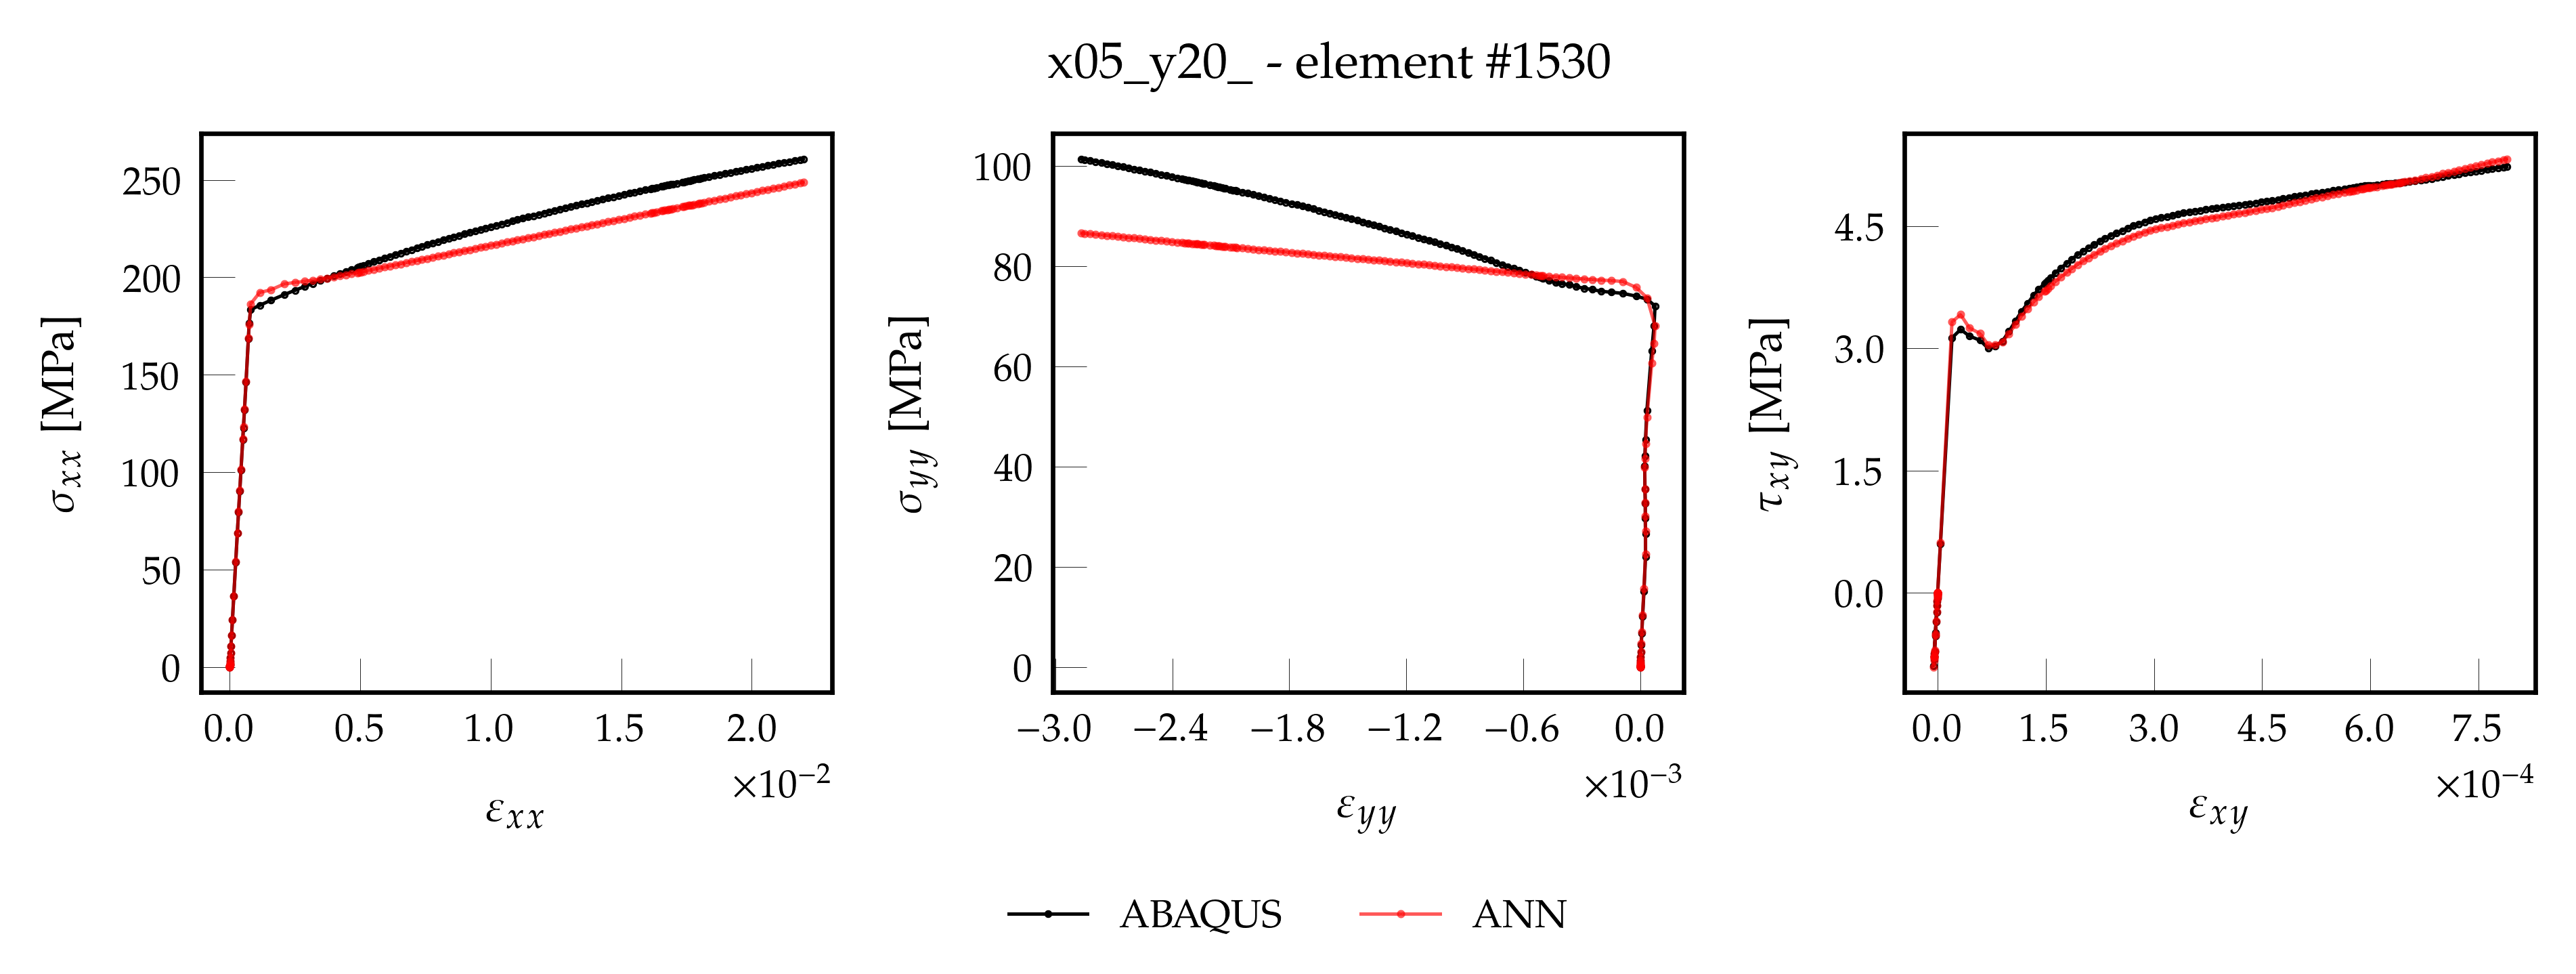 x05_y20_ - element #1530
σxx [MPa]
250
200
150
100
50
0
0.0 0.5 1.0 1.5 2.0
×10⁻²
εxx
σyy [MPa]
100
80
60
40
20
0
−3.0 −2.4 −1.8 −1.2 −0.6 0.0
×10⁻³
εyy
τxy [MPa]
4.5
3.0
1.5
0.0
0.0 1.5 3.0 4.5 6.0 7.5
×10⁻⁴
εxy
ABAQUS ANN